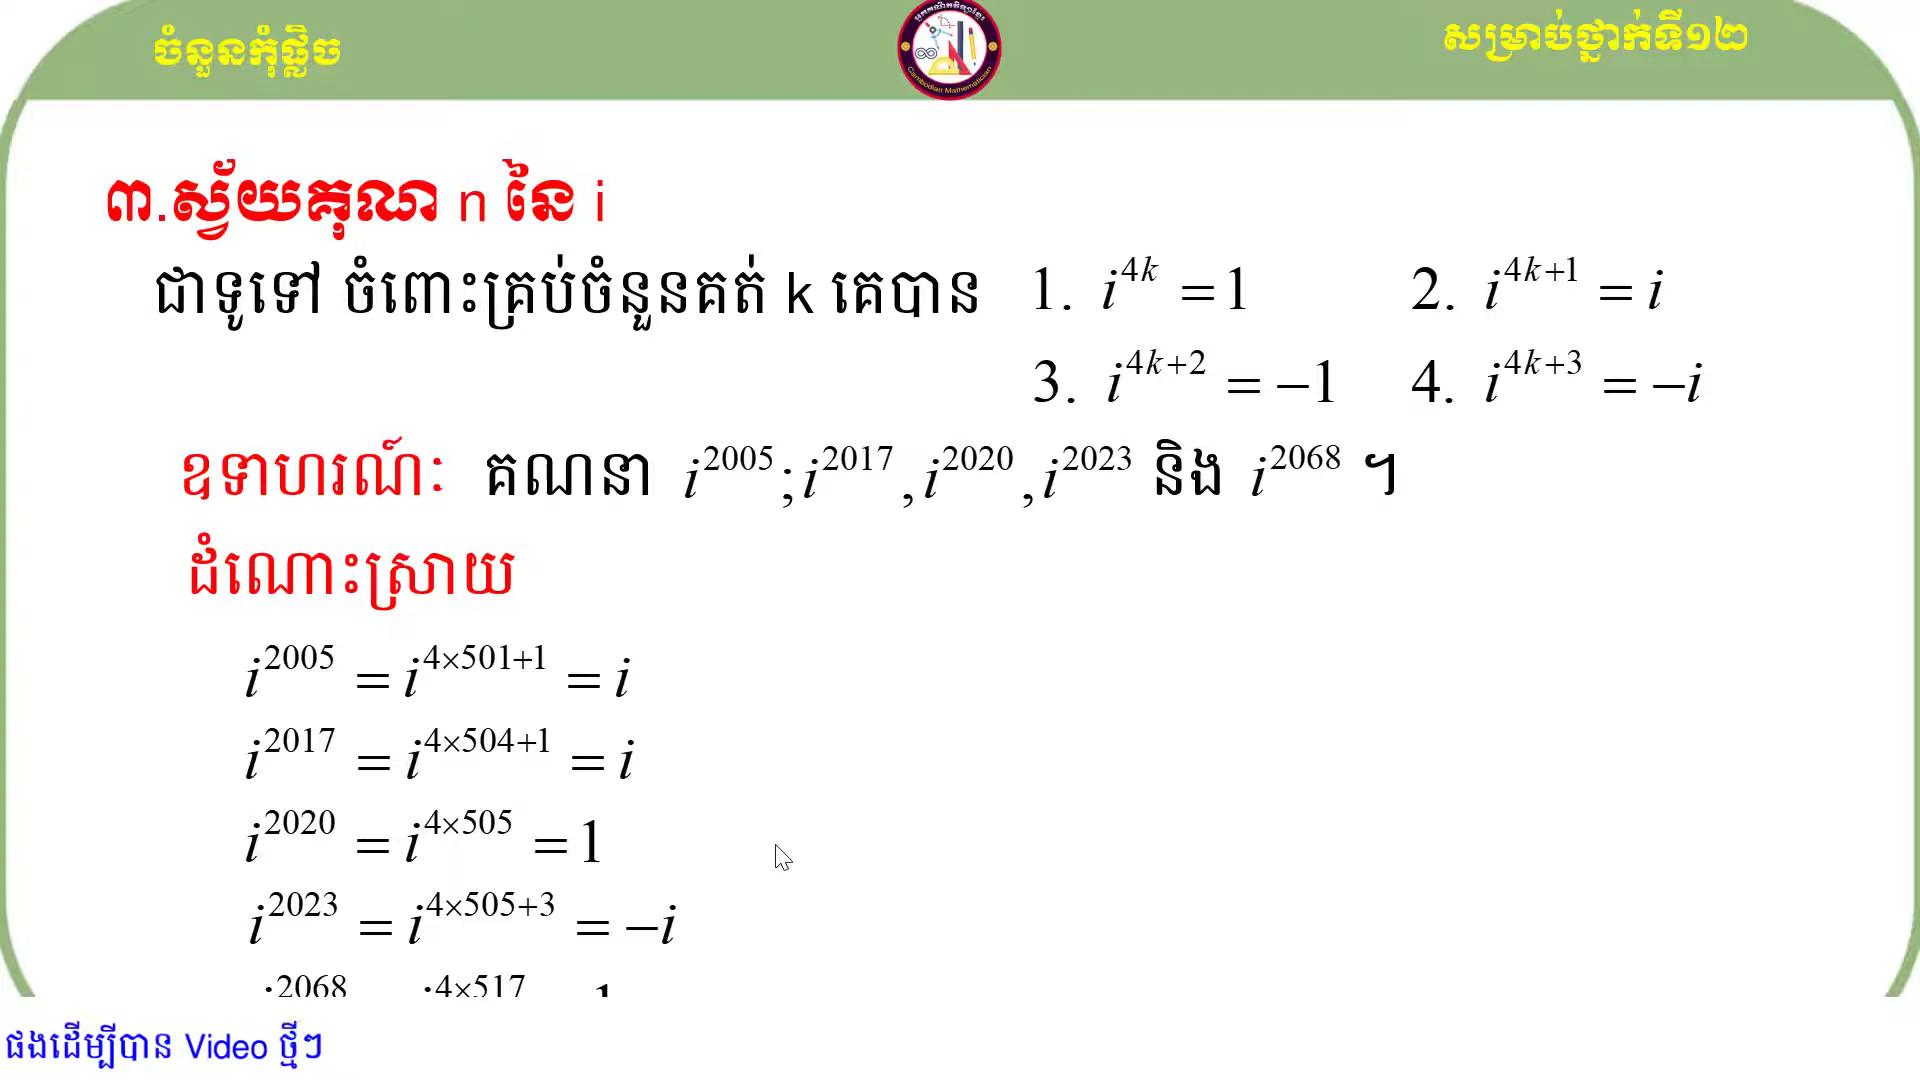 ចំនួនកុំផ្លិច
សម្រាប់ថ្នាក់ទី១២
Cambodian Mathematician
៣.ស្វ័យគុណ n នៃ i
ជាទូទៅ ចំពោះគ្រប់ចំនួនគត់ k គេបាន 1. i^{4k} = 1 2. i^{4k+1} = i
3. i^{4k+2} = −1 4. i^{4k+3} = −i
ឧទាហរណ៍ៈ គណនា i^{2005} ; i^{2017} , i^{2020} , i^{2023} និង i^{2068} ។
ដំណោះស្រាយ
i^{2005} = i^{4×501+1} = i
i^{2017} = i^{4×504+1} = i
i^{2020} = i^{4×505} = 1
i^{2023} = i^{4×505+3} = −i
i^{2068} i^{4×517} 1
ផងដើម្បីបាន Video ថ្មីៗ